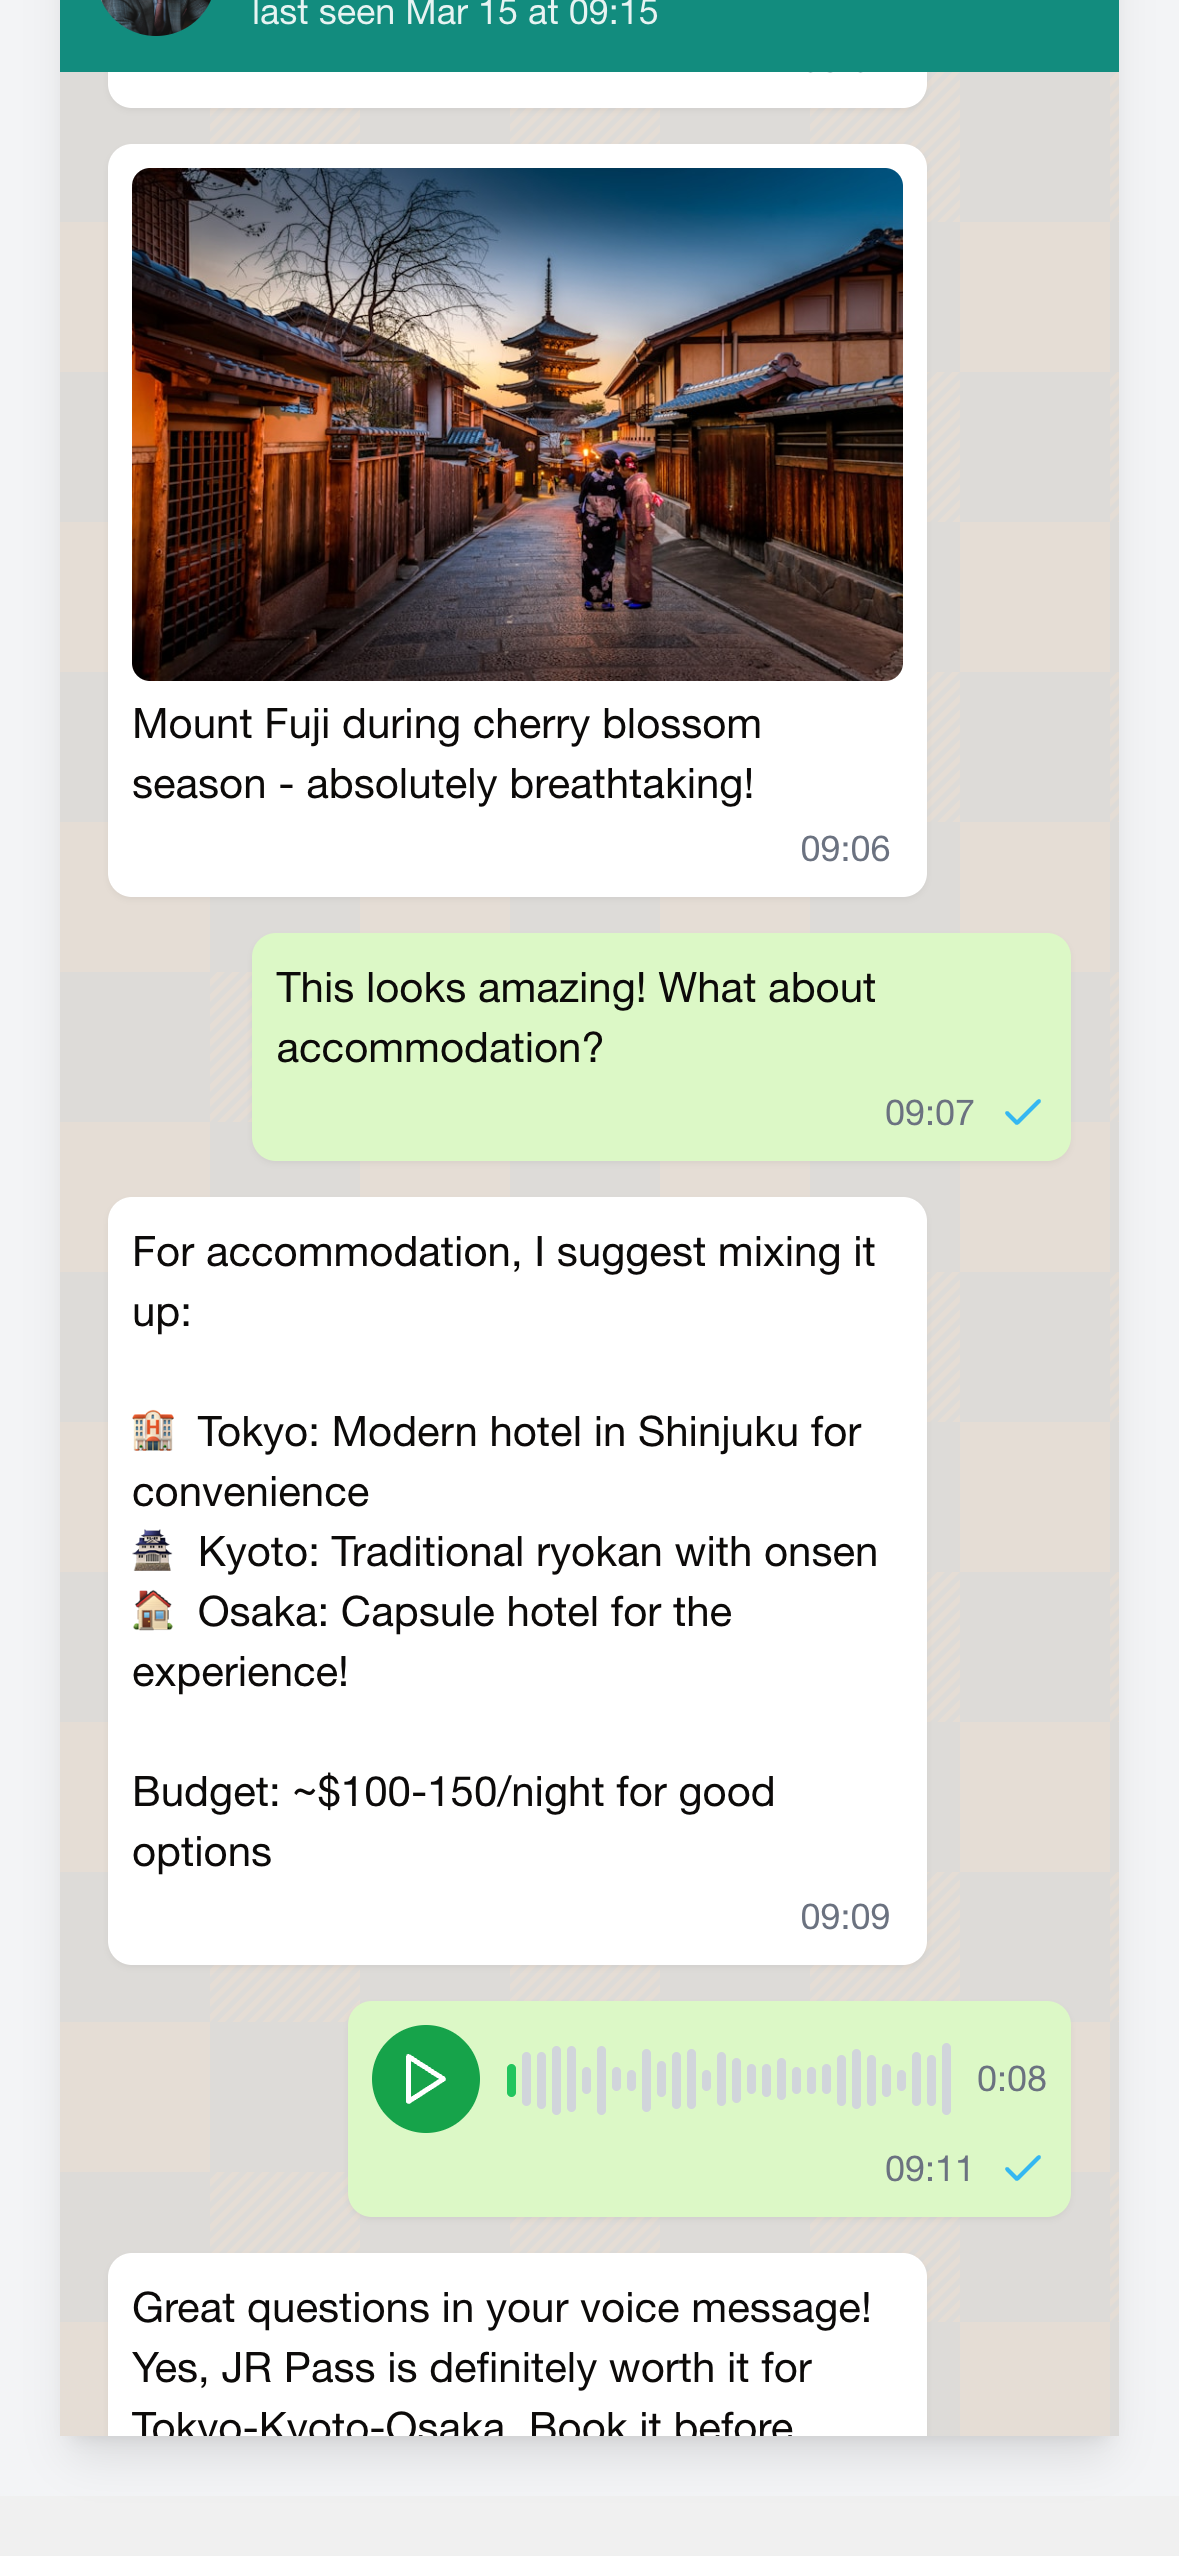 last seen Mar 15 at 09:15
Mount Fuji during cherry blossom
season - absolutely breathtaking!
09:06
This looks amazing! What about
accommodation?
09:07
For accommodation, I suggest mixing it
up:
🏨 Tokyo: Modern hotel in Shinjuku for
convenience
🏯 Kyoto: Traditional ryokan with onsen
🏠 Osaka: Capsule hotel for the
experience!
Budget: ~$100-150/night for good
options
09:09
0:08
09:11
Great questions in your voice message!
Yes, JR Pass is definitely worth it for
Tokyo-Kyoto-Osaka. Book it before